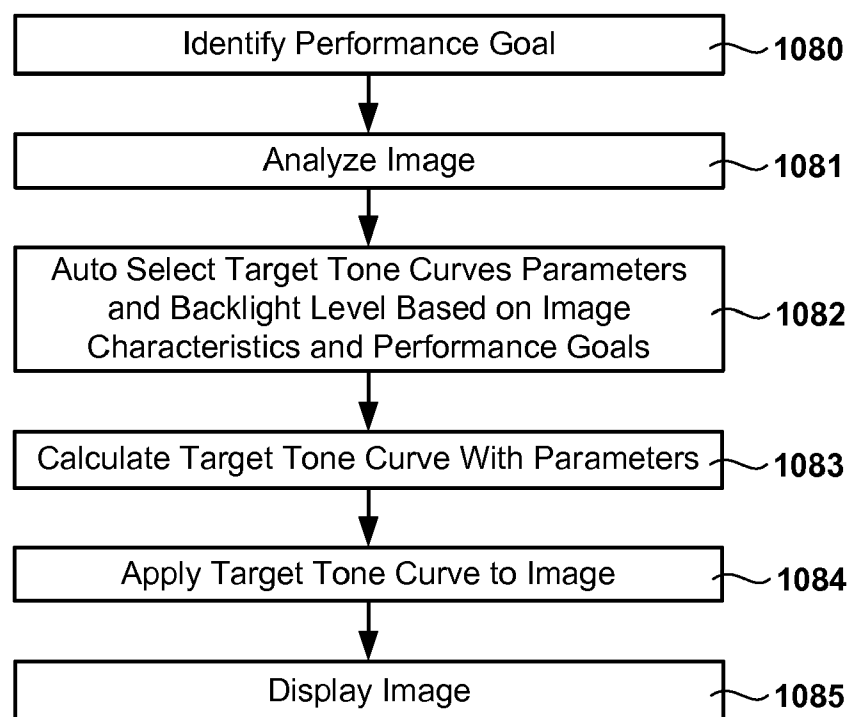 Identify Performance Goal
1080
Analyze Image
1081
Auto Select Target Tone Curves Parameters
and Backlight Level Based on Image
Characteristics and Performance Goals
1082
Calculate Target Tone Curve With Parameters
1083
Apply Target Tone Curve to Image
1084
Display Image
1085